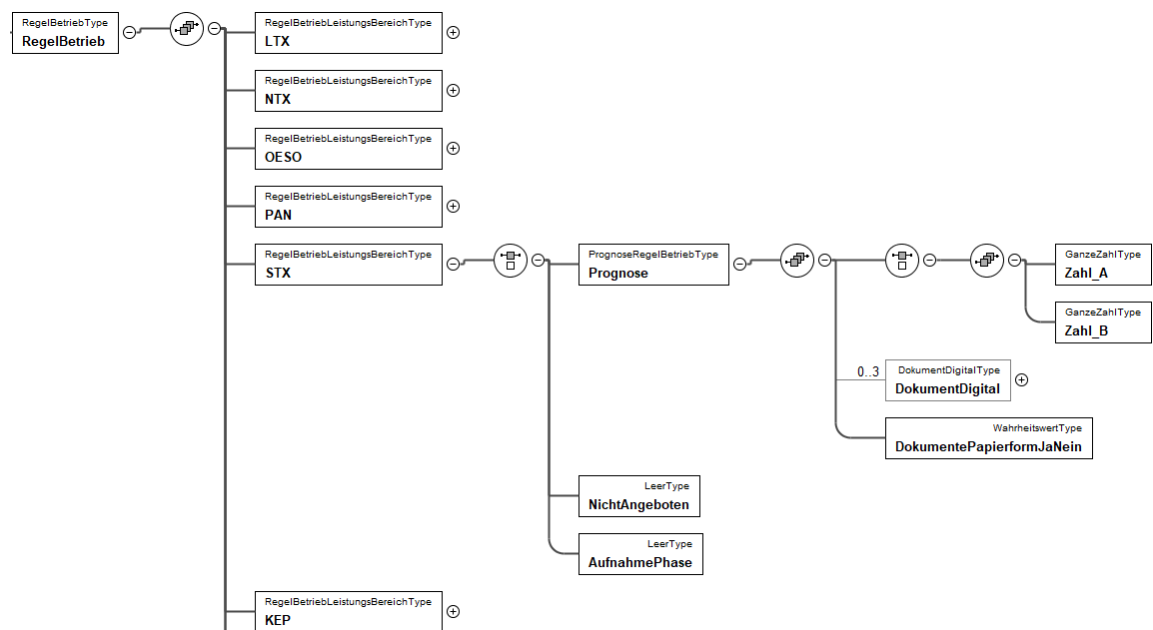 RegelBetriebType
RegelBetrieb
RegelBetriebLeistungsBereichType
LTX
RegelBetriebLeistungsBereichType
NTX
RegelBetriebLeistungsBereichType
OESO
RegelBetriebLeistungsBereichType
PAN
RegelBetriebLeistungsBereichType
STX
PrognoseRegelBetriebType
Prognose
GanzeZahlType
Zahl_A
GanzeZahlType
Zahl_B
0..3
DokumentDigitalType
DokumentDigital
WahrheitswertType
DokumentePapierformJaNein
LeerType
NichtAngeboten
LeerType
AufnahmePhase
RegelBetriebLeistungsBereichType
KEP